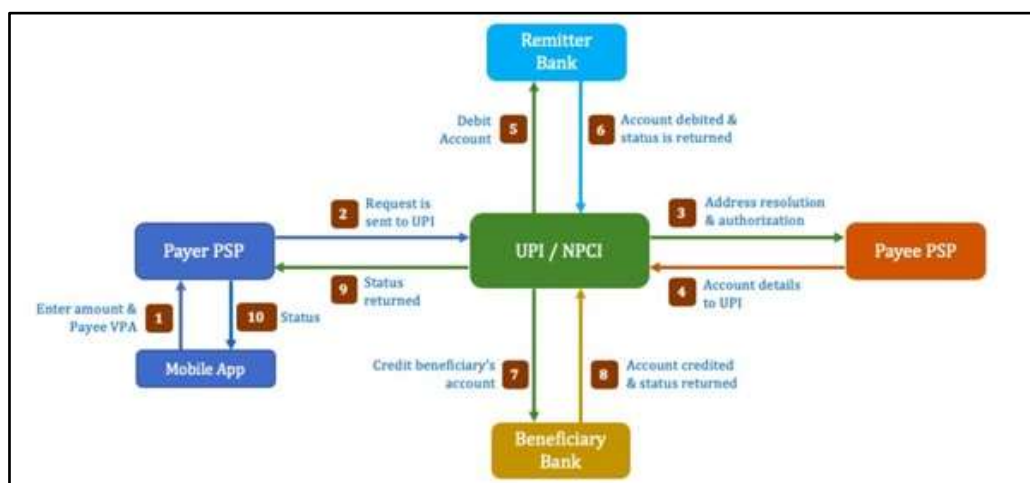 Remitter
Bank
Debit
Account
5
6
Account debited &
status is returned
2
Request is
sent to UPI
3
Address resolution
& authorization
Payer PSP
UPI / NPCI
Payee PSP
9
Status
returned
4
Account details
to UPI
Enter amount &
Payee VPA
1
10
Status
Mobile App
Credit beneficiary's
account
7
8
Account credited
& status returned
Beneficiary
Bank